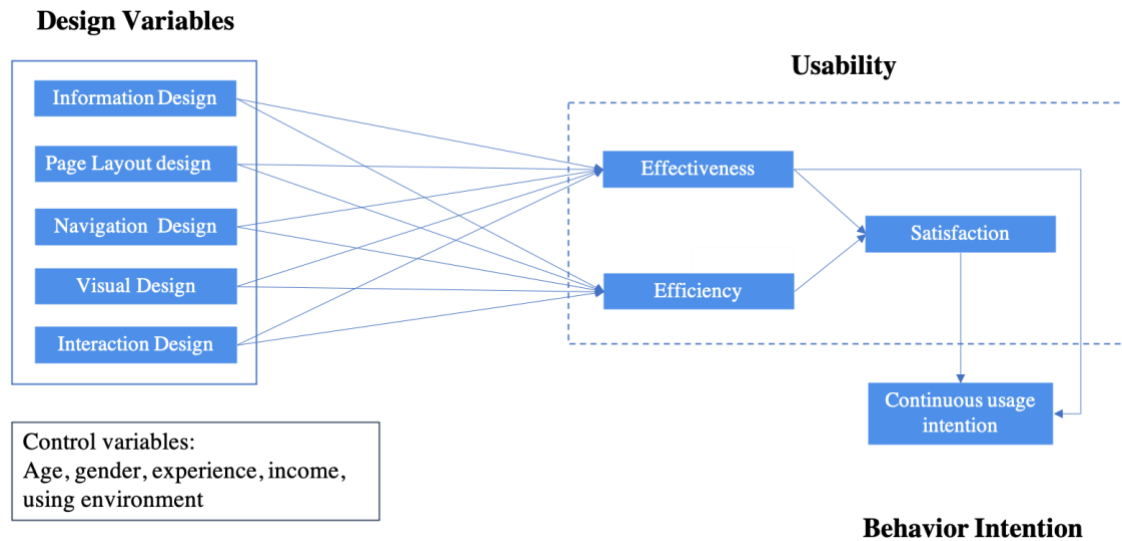 Design Variables
Information Design
Page Layout design
Navigation Design
Visual Design
Interaction Design
Control variables:
Age, gender, experience, income,
using environment
Usability
Effectiveness
Efficiency
Satisfaction
Continuous usage
intention
Behavior Intention